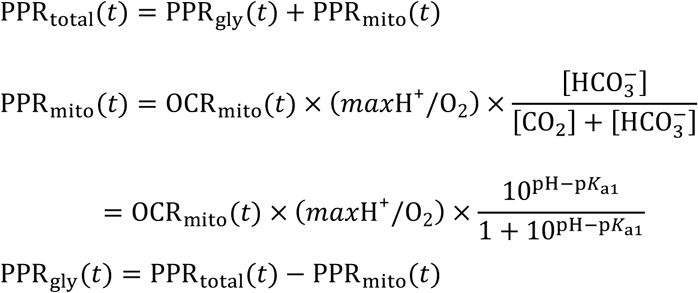 PPR_total(t) = PPR_gly(t) + PPR_mito(t)
PPR_mito(t) = OCR_mito(t) × (maxH⁺/O₂) × [HCO₃⁻] / ([CO₂] + [HCO₃⁻])
= OCR_mito(t) × (maxH⁺/O₂) × 10^(pH−pK_a1) / (1 + 10^(pH−pK_a1))
PPR_gly(t) = PPR_total(t) − PPR_mito(t)